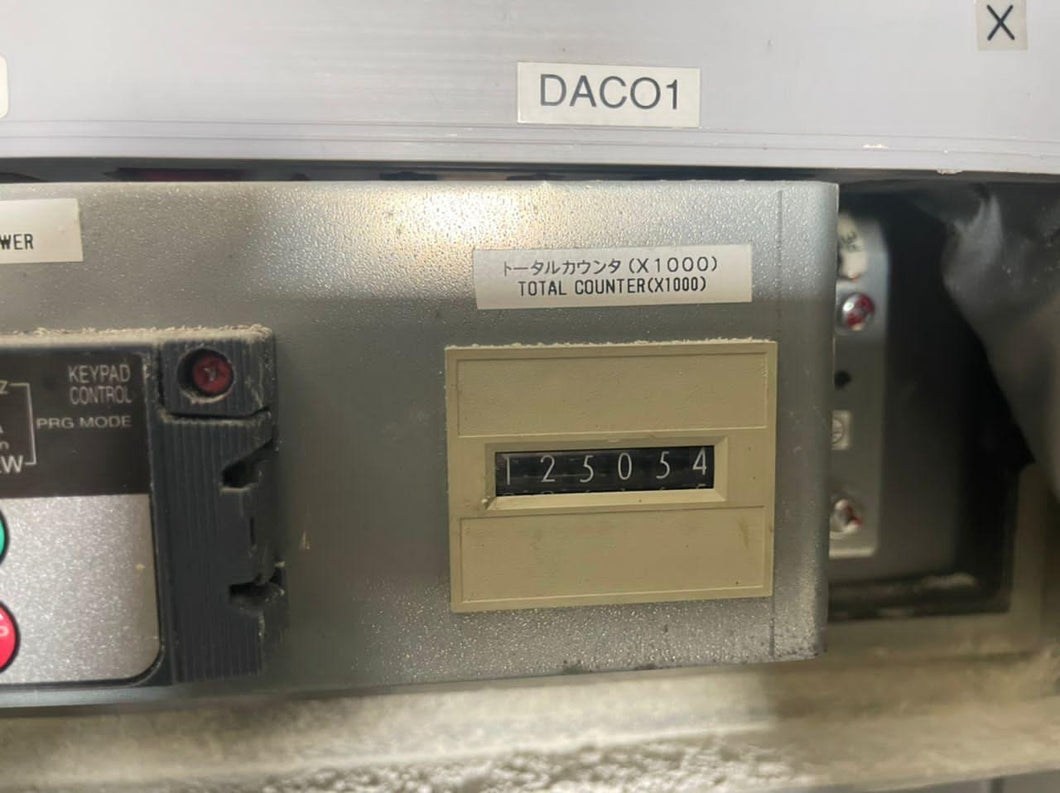 X
DACO1
WER
トータルカウンタ(X1000)
TOTAL COUNTER(X1000)
KEYPAD
CONTROL
PRG MODE
125054